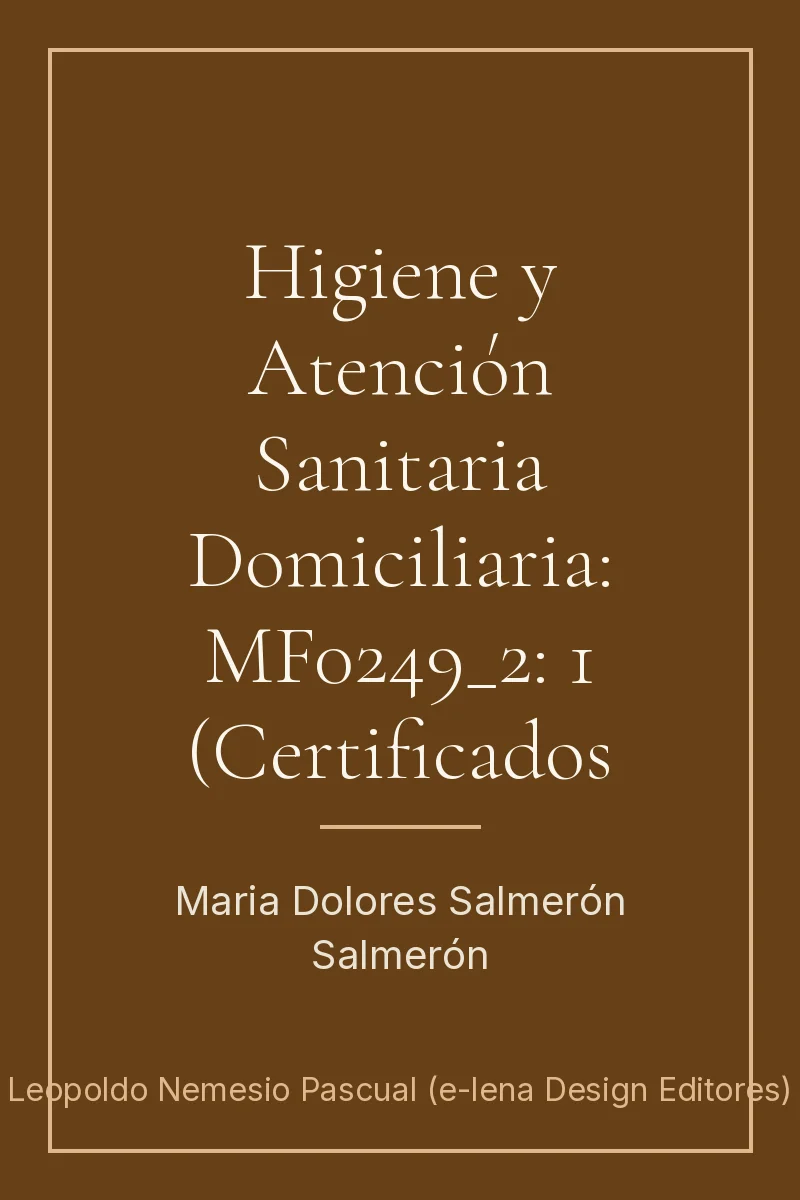 Higiene y
Atención
Sanitaria
Domiciliaria:
MF0249_2: 1
(Certificados
Maria Dolores Salmerón
Salmerón
Leopoldo Nemesio Pascual (e-lena Design Editores)